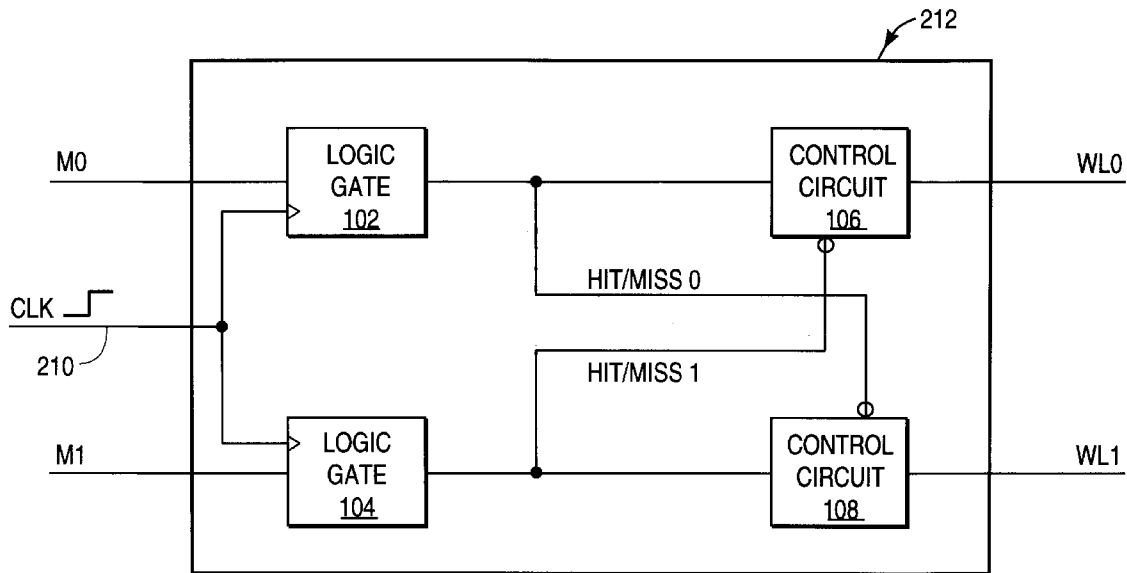 212
M0
LOGIC
GATE
102
CONTROL
CIRCUIT
106
WL0
HIT/MISS 0
CLK
210
HIT/MISS 1
M1
LOGIC
GATE
104
CONTROL
CIRCUIT
108
WL1